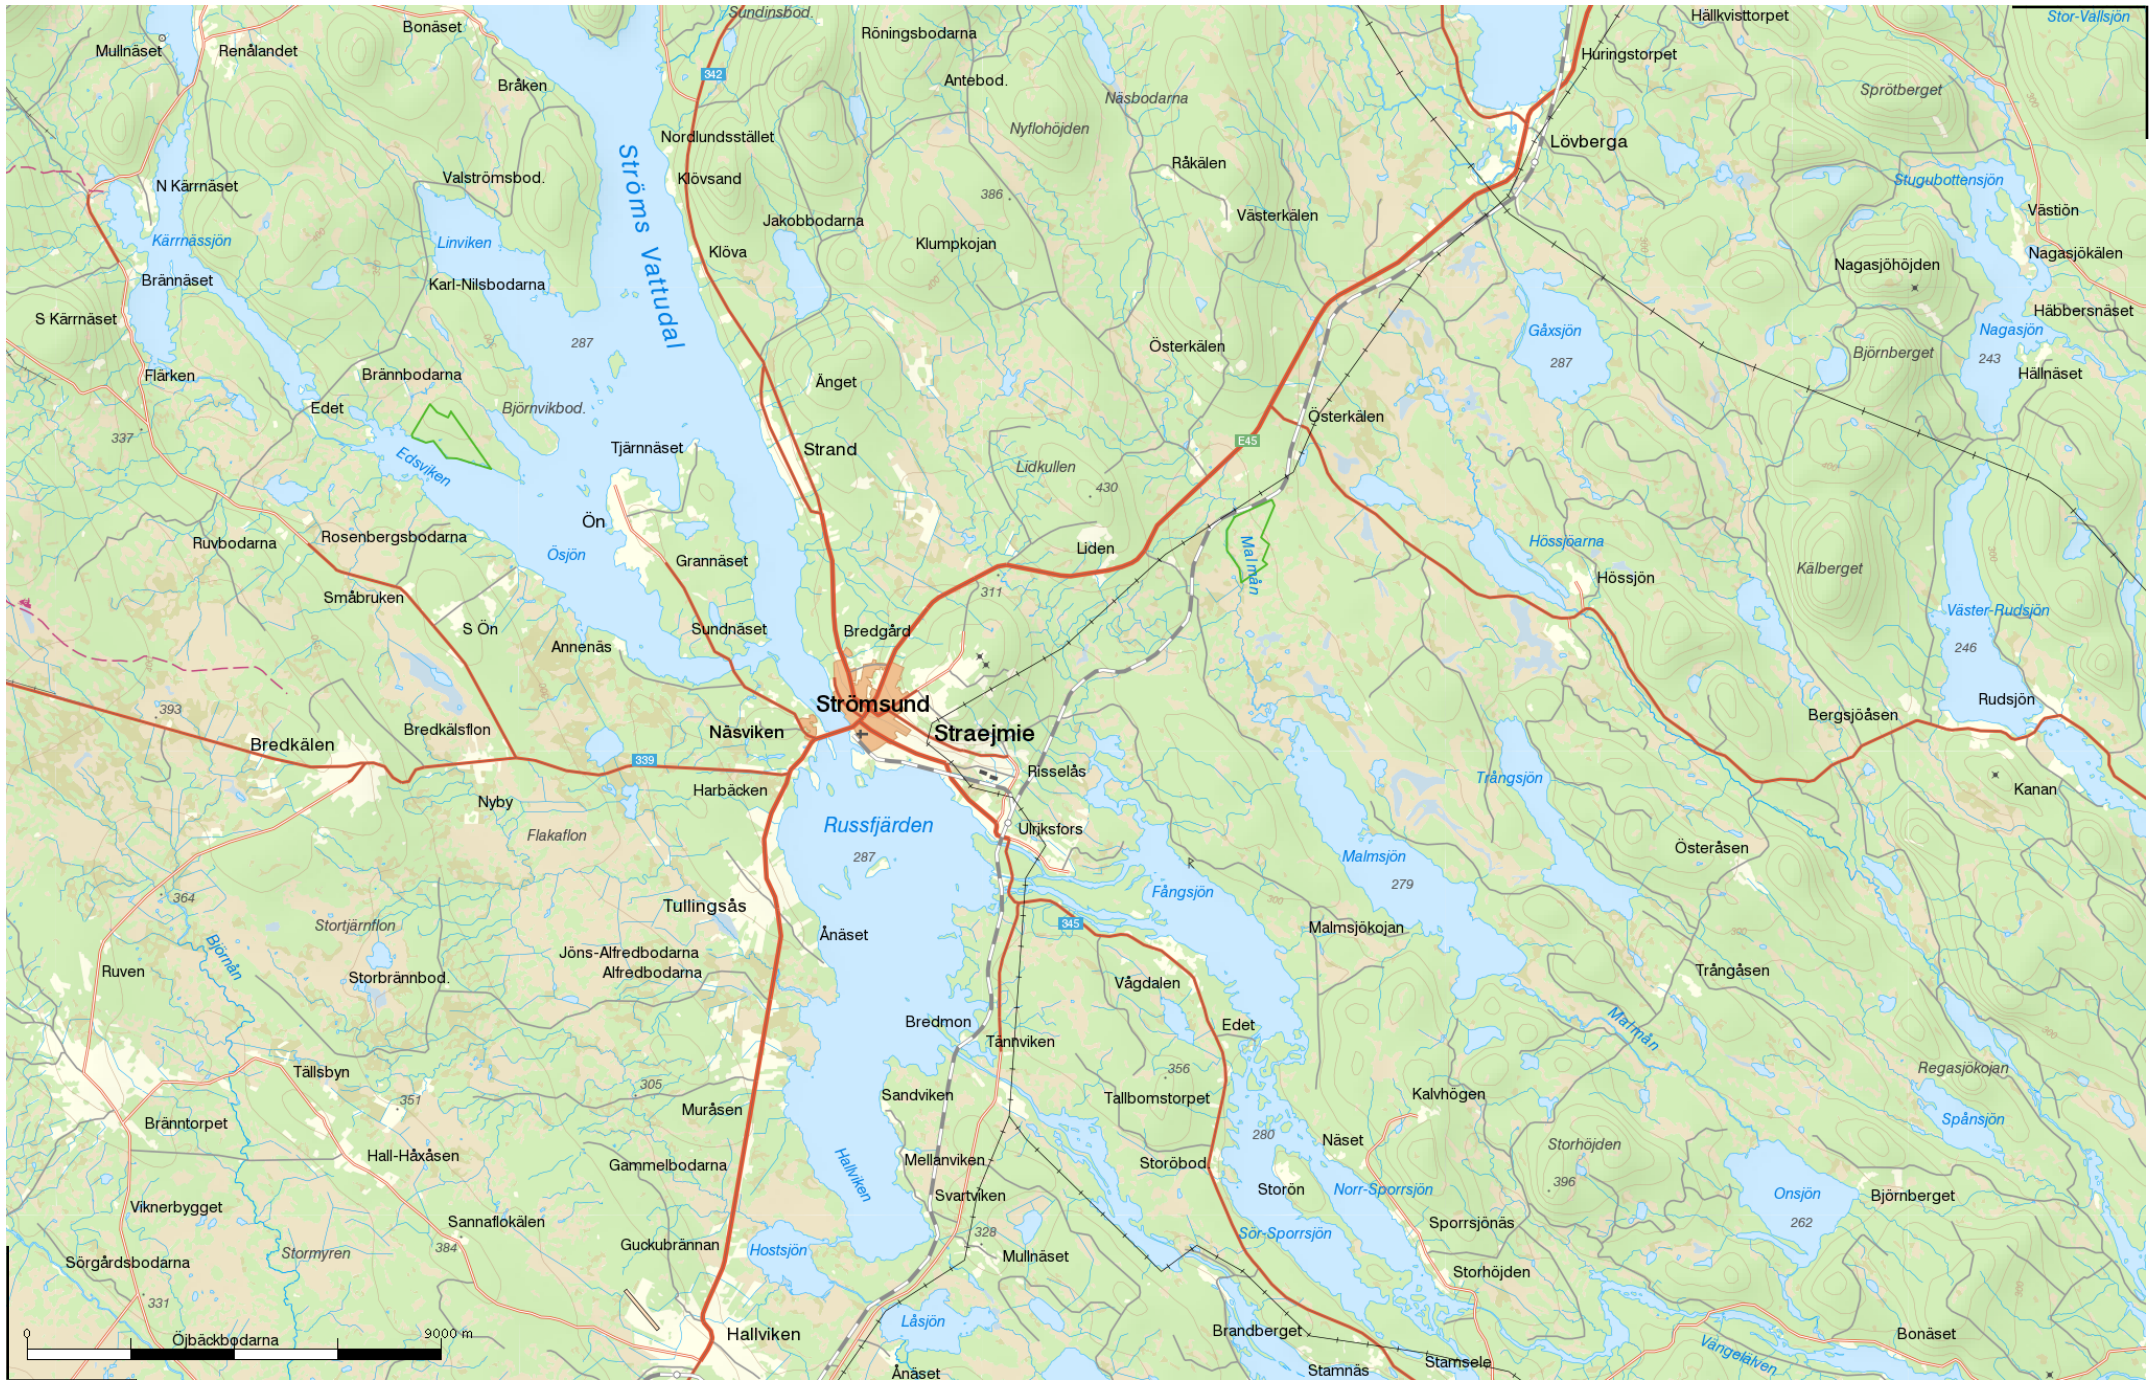 Sundinsbod.
Hällkvisttorpet
Stor-Vallsjön
Bonäset
Röningsbodarna
Mullnäset
Renålandet
Huringstorpet
342
Bråken
Antebod.
Näsbodarna
Sprötberget
Nordlundsstället
Nyflohöjden
Lövberga
Ströms Vattudal
Råkälen
N Kärrnäset
Valströmsbod.
Klövsand
Stugubottensjön
386
Västerkälen
Västiön
Jakobbodarna
Kärrnässjön
Linviken
Klöva
Klumpkojan
Nagasjökälen
Nagasjöhöjden
Brännäset
Karl-Nilsbodarna
Häbbersnäset
S Kärrnäset
Gåxsjön
Nagasjön
287
Österkälen
Björnberget
243
287
Flärken
Brännbodarna
Änget
Hällnäset
Edet
Björnvikbod.
Österkälen
337
E45
Tjärnnäset
Strand
Edsviken
Lidkullen
430
Ön
Ruvbodarna
Rosenbergsbodarna
Ösjön
Grannäset
Liden
Malmån
Hössjöarna
Kälberget
Hössjön
311
Småbruken
Väster-Rudsjön
S Ön
Sundnäset
Bredgård
Annenäs
246
Strömsund
Rudsjön
393
Bergsjöåsen
Bredkälsflon
Näsviken
Straejmie
Bredkälen
339
Risselås
Trångsjön
Harbäcken
Kanan
Nyby
Russfjärden
Ulriksfors
Flakaflon
287
Malmsjön
Österåsen
279
Fångsjön
364
Tullingsås
345
Stortjärnflon
Ånäset
Malmsjökojan
Björnån
Jöns-Alfredbodarna
Alfredbodarna
Ruven
Storbrännbod.
Vågdalen
Trångåsen
Bredmon
Edet
Malmån
Tannviken
Tällsbyn
356
Regasjökojan
305
351
Muråsen
Sandviken
Tallbomstorpet
Kalvhögen
Bränntorpet
280
Näset
Storhöjden
Spånsjön
Hall-Håxåsen
Gammelbodarna
Hallviken
Mellanviken
Storöbod.
396
Storön
Norr-Sporrsjön
Onsjön
Björnberget
Viknerbygget
Svartviken
262
Sannaflokälen
Sporrsjönäs
Sör-Sporrsjön
328
384
Stormyren
Guckubrännan
Hostsjön
Mullnäset
Sörgårdsbodarna
Storhöjden
331
Låsjön
0
9000 m
Öjbäckbodarna
Hallviken
Brandberget
Bonäset
Vängelälven
Ånäset
Stamnäs
Stamsele